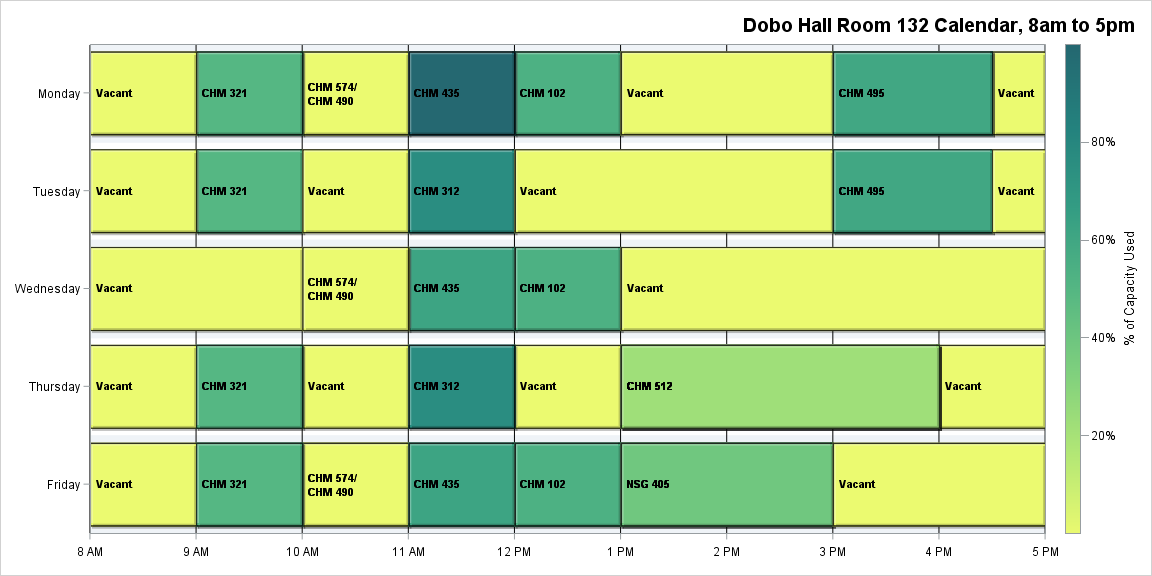 Dobo Hall Room 132 Calendar, 8am to 5pm
Monday
Vacant
CHM 321
CHM 574/
CHM 490
CHM 435
CHM 102
Vacant
CHM 495
Vacant
Tuesday
Vacant
CHM 321
Vacant
CHM 312
Vacant
CHM 495
Vacant
Wednesday
Vacant
CHM 574/
CHM 490
CHM 435
CHM 102
Vacant
Thursday
Vacant
CHM 321
Vacant
CHM 312
Vacant
CHM 512
Vacant
Friday
Vacant
CHM 321
CHM 574/
CHM 490
CHM 435
CHM 102
NSG 405
Vacant
8 AM
9 AM
10 AM
11 AM
12 PM
1 PM
2 PM
3 PM
4 PM
5 PM
80%
60%
40%
20%
% of Capacity Used